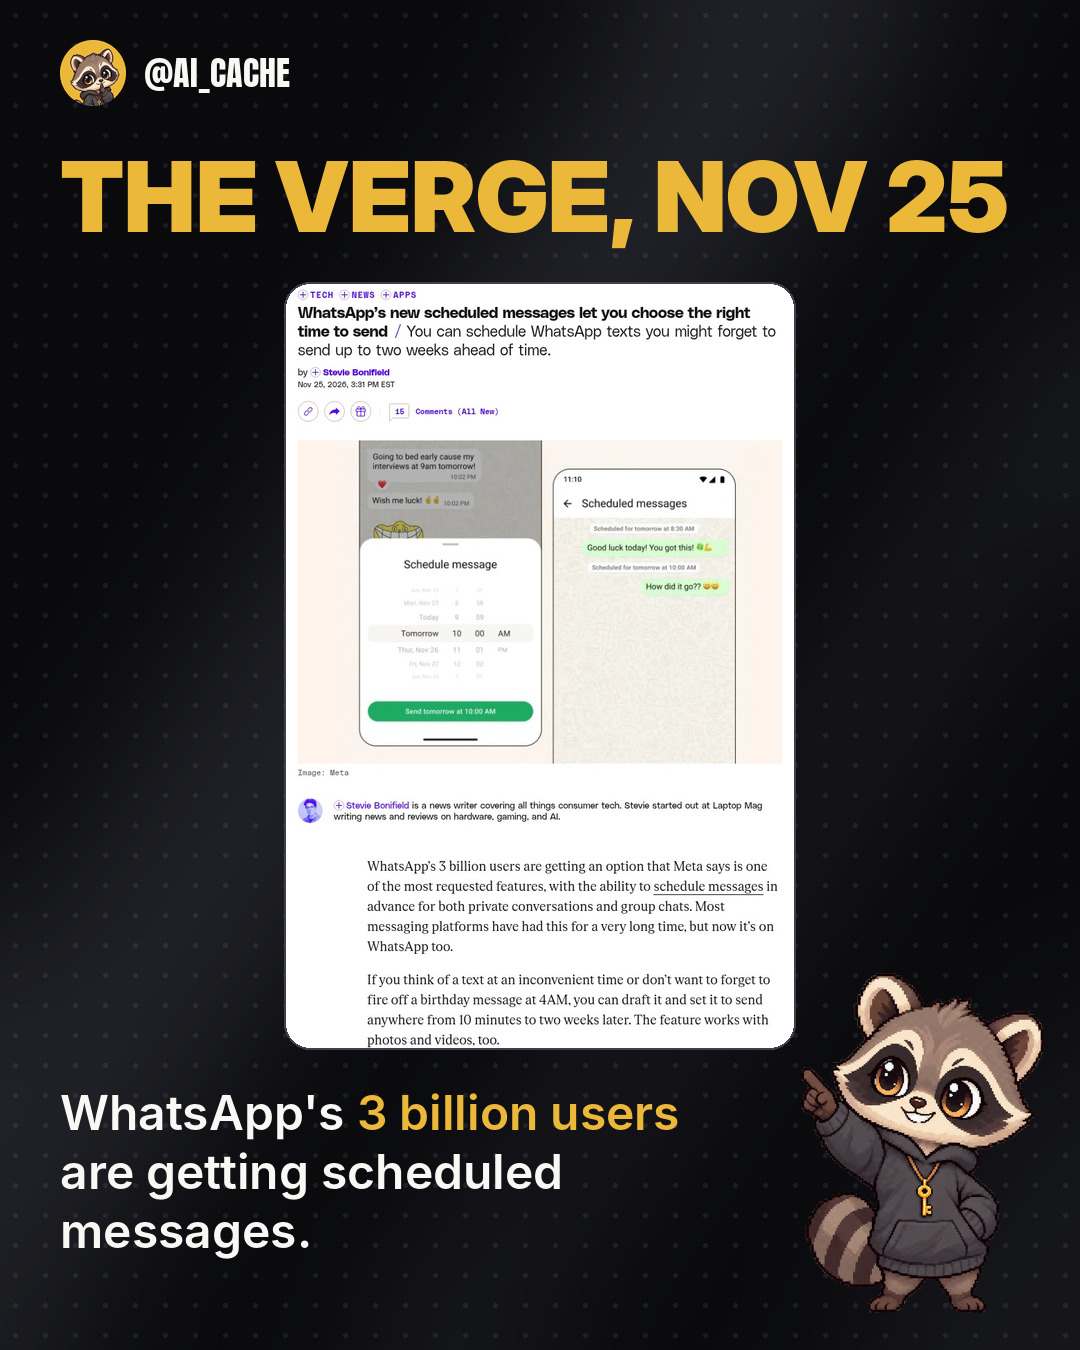 @AI_CACHE
THE VERGE, NOV 25
TECH NEWS APPS
WhatsApp's new scheduled messages let you choose the right
time to send / You can schedule WhatsApp texts you might forget to
send up to two weeks ahead of time.
by Stevie Bonifield
Nov 25, 2026, 3:31 PM EST
15 Comments (All New)
Going to bed early cause my
interviews at 9am tomorrow!
10:02 PM
Wish me luck! 🤞🤞 10:02 PM
Schedule message
Mon, Nov 23 8 58
Today 9 59
Tomorrow 10 00 AM
Thur, Nov 26 11 01 PM
Fri, Nov 27 12 02
Send tomorrow at 10:00 AM
11:10
Scheduled messages
Scheduled for tomorrow at 8:30 AM
Good luck today! You got this! 🍀💪
Scheduled for tomorrow at 10:00 AM
How did it go??
Image: Meta
Stevie Bonifield is a news writer covering all things consumer tech. Stevie started out at Laptop Mag
writing news and reviews on hardware, gaming, and AI.
WhatsApp's 3 billion users are getting an option that Meta says is one
of the most requested features, with the ability to schedule messages in
advance for both private conversations and group chats. Most
messaging platforms have had this for a very long time, but now it's on
WhatsApp too.
If you think of a text at an inconvenient time or don't want to forget to
fire off a birthday message at 4AM, you can draft it and set it to send
anywhere from 10 minutes to two weeks later. The feature works with
photos and videos, too.
WhatsApp's 3 billion users
are getting scheduled
messages.